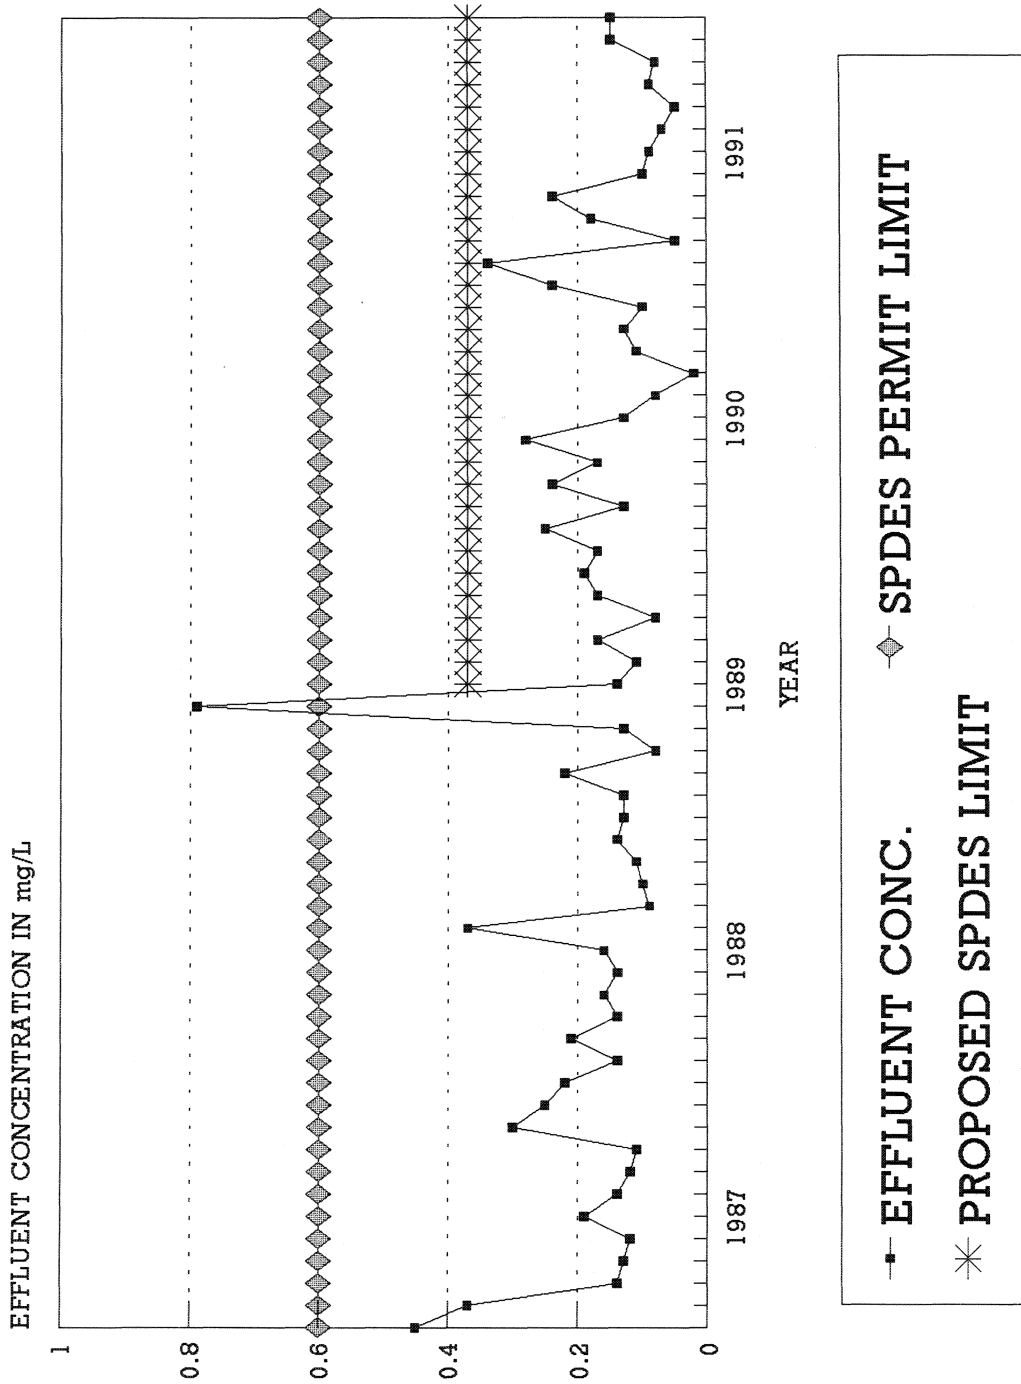 EFFLUENT CONCENTRATION IN mg/L
1
0.8
0.6
0.4
0.2
0
1987
1988
1989
1990
1991
YEAR
EFFLUENT CONC.
SPDES PERMIT LIMIT
PROPOSED SPDES LIMIT